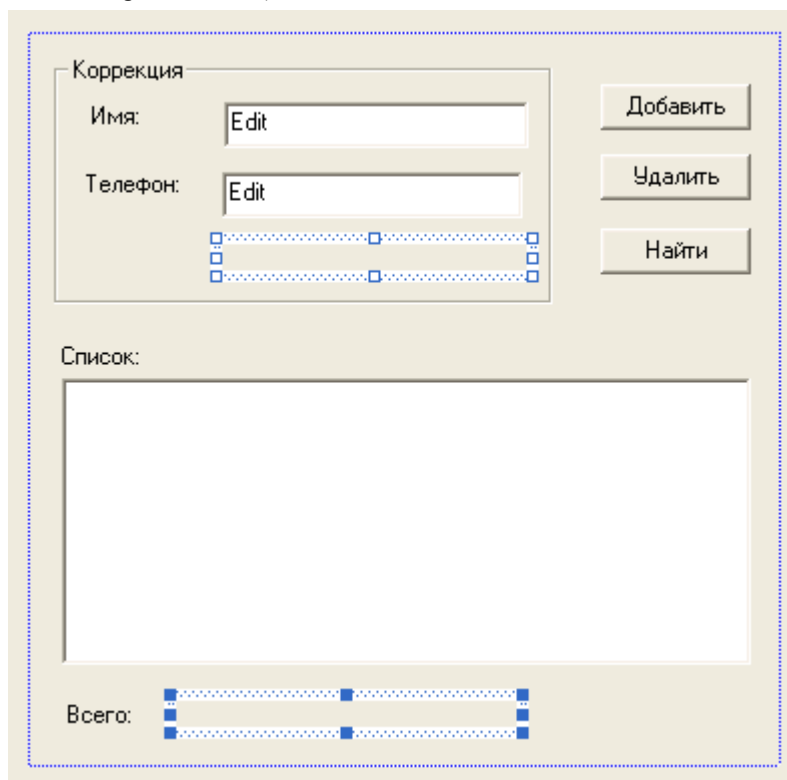 Коррекция
Имя: Edit Добавить
Телефон: Edit Удалить
Найти
Список:
Всего: